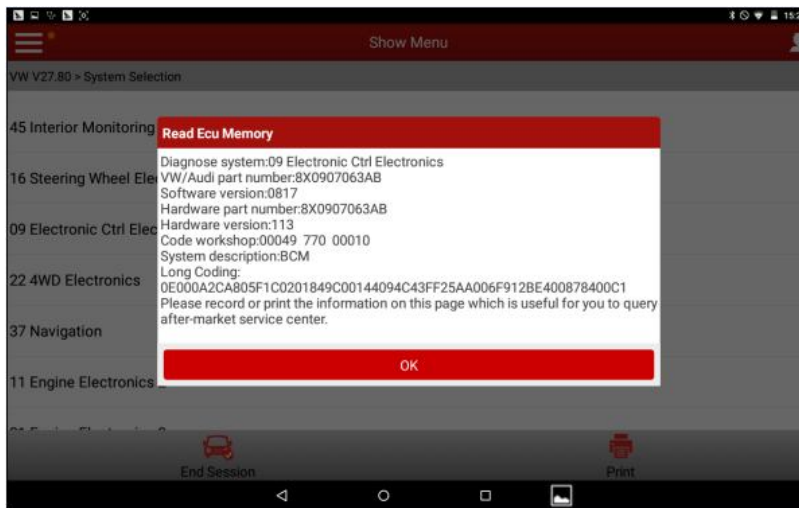 15:2
Show Menu
VW V27.80 > System Selection
45 Interior Monitoring
16 Steering Wheel Ele
09 Electronic Ctrl Elec
22 4WD Electronics
37 Navigation
11 Engine Electronics
Read Ecu Memory
Diagnose system:09 Electronic Ctrl Electronics
VW/Audi part number:8X0907063AB
Software version:0817
Hardware part number:8X0907063AB
Hardware version:113
Code workshop:00049 770 00010
System description:BCM
Long Coding:
0E000A2CA805F1C0201849C00144094C43FF25AA006F912BE400878400C1
Please record or print the information on this page which is useful for you to query
after-market service center.
OK
End Session
Print